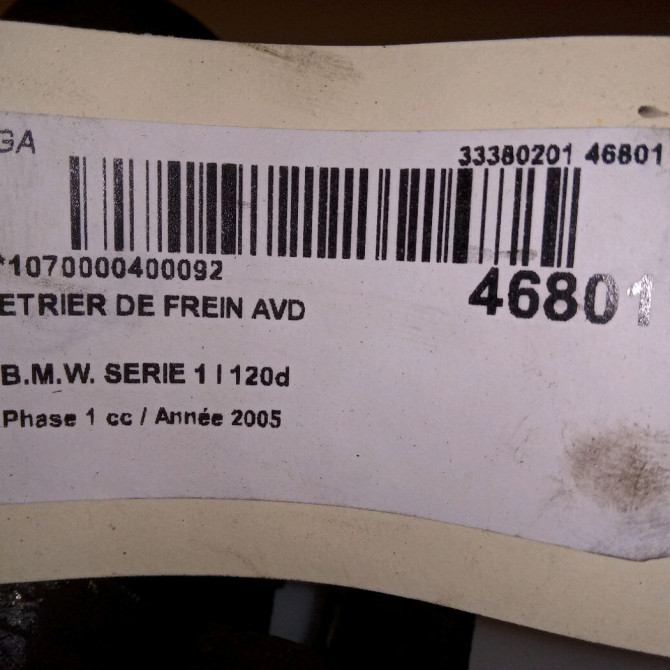 GA
33380201 46801
*1070000400092
46801
ETRIER DE FREIN AVD
B.M.W. SERIE 1 I 120d
Phase 1 cc / Année 2005